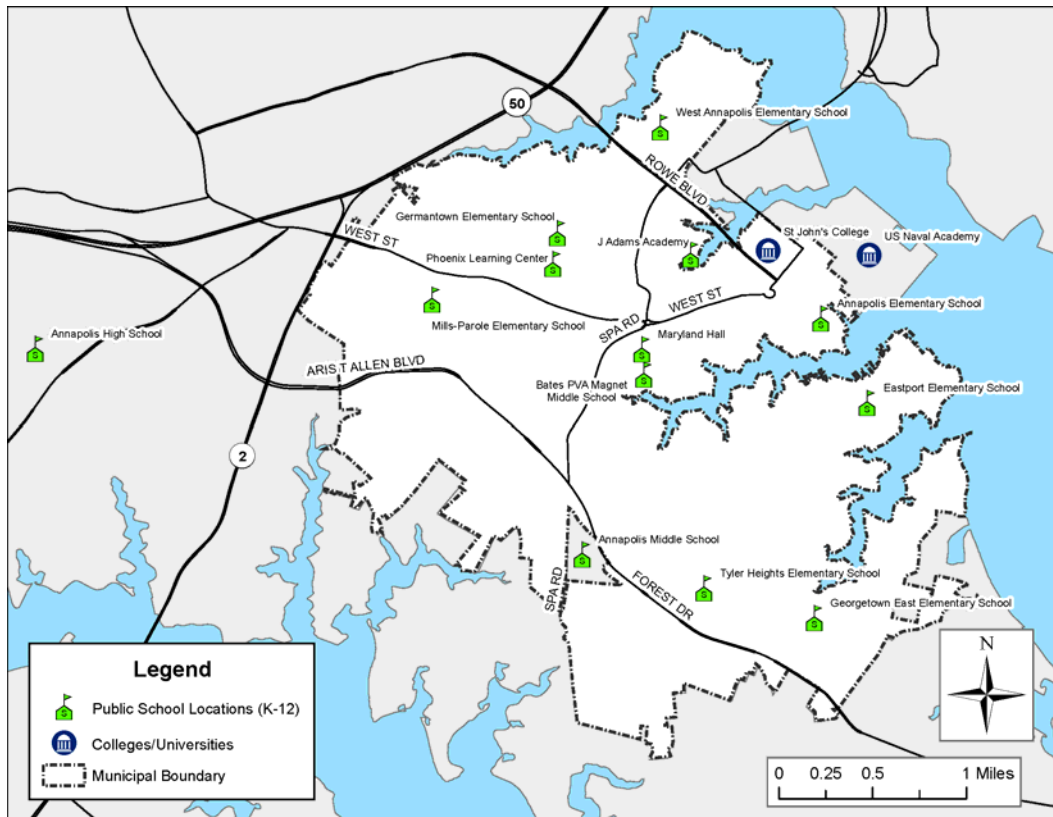 50
West Annapolis Elementary School
ROWE BLVD
Germantown Elementary School
WEST ST
St John's College
US Naval Academy
J Adams Academy
Phoenix Learning Center
WEST ST
Annapolis Elementary School
Mills-Parole Elementary School
SPA RD
Maryland Hall
Annapolis High School
ARIS T ALLEN BLVD
Bates PVA Magnet
Middle School
Eastport Elementary School
2
Annapolis Middle School
SPA RD
FOREST DR
Tyler Heights Elementary School
Georgetown East Elementary School
Legend
Public School Locations (K-12)
Colleges/Universities
Municipal Boundary
N
0 0.25 0.5 1 Miles